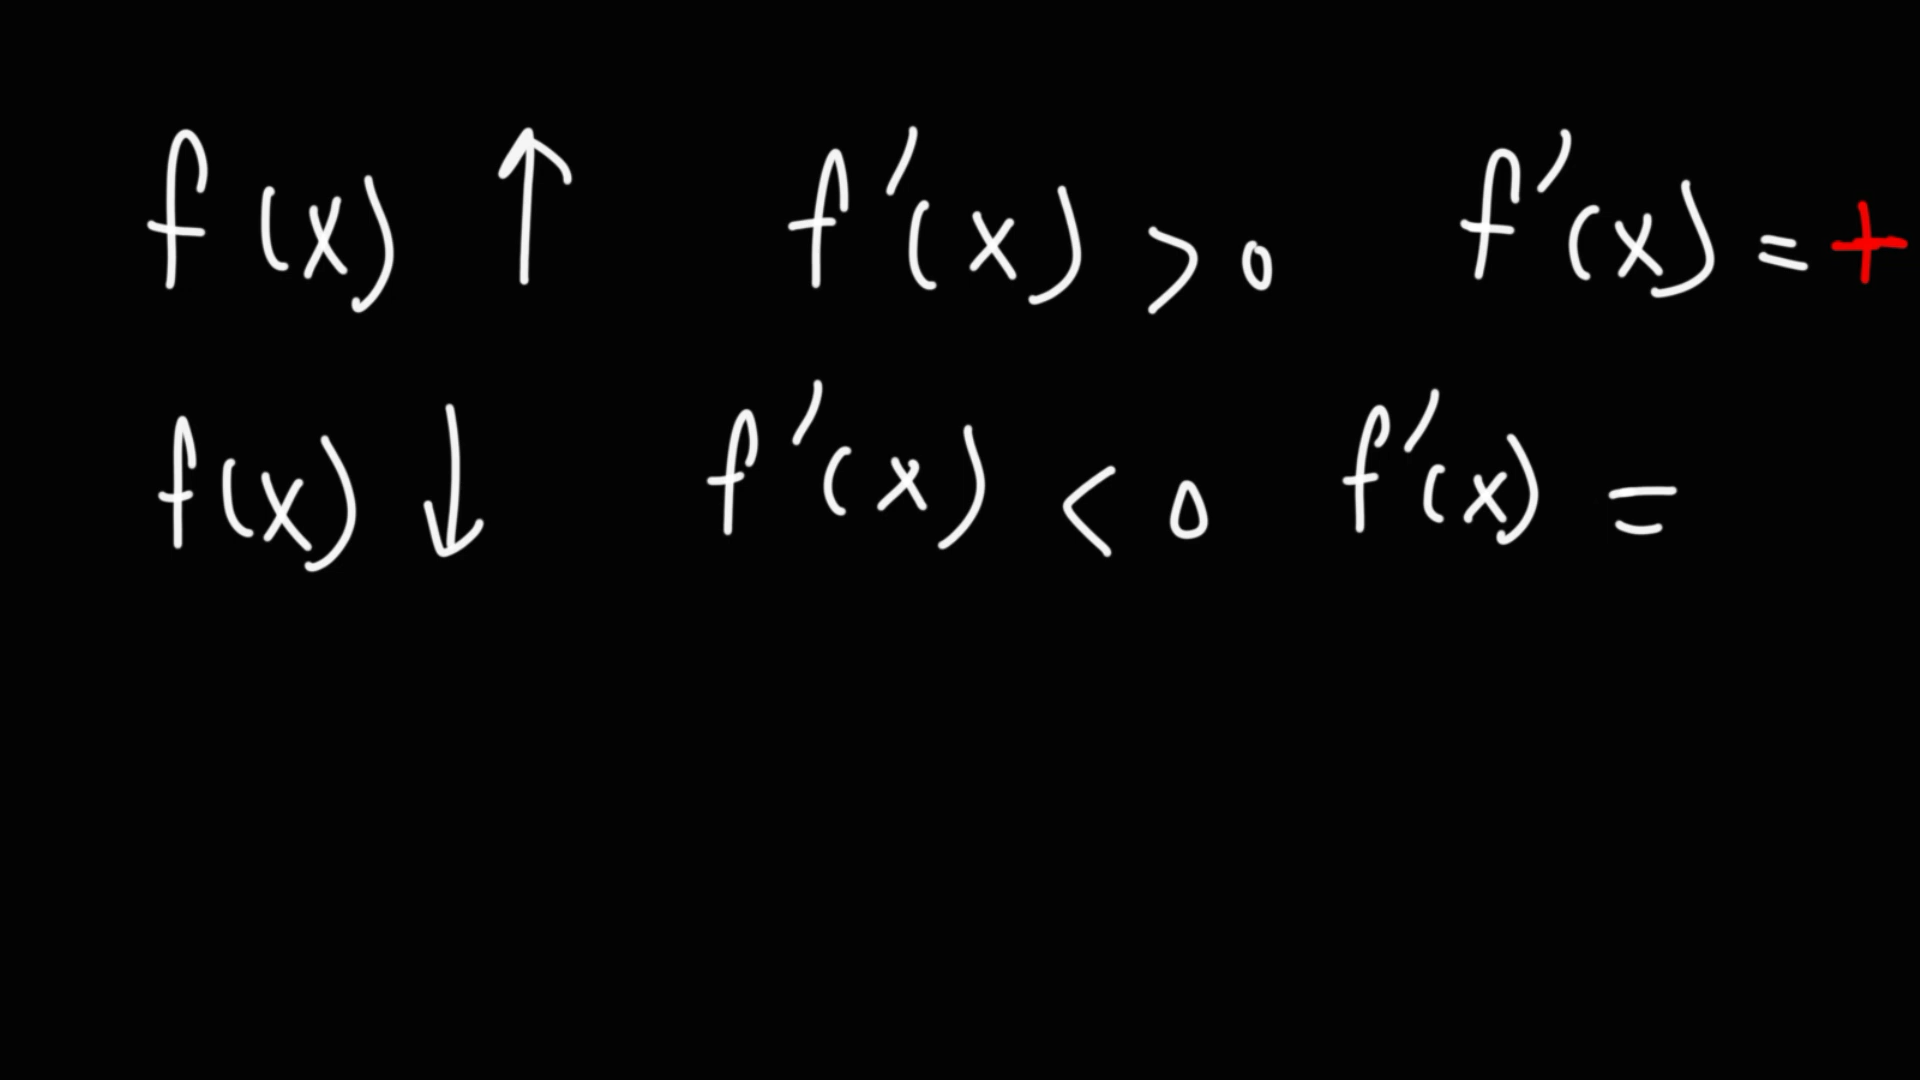 f(x) ↑ f'(x) > 0 f'(x) = +
f(x) ↓ f'(x) < 0 f'(x) =